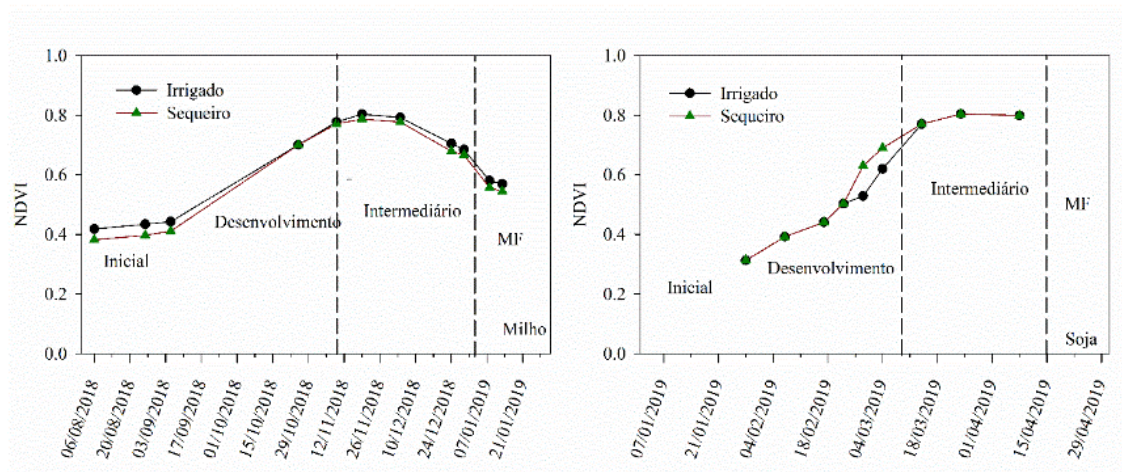 1.0
0.8
0.6
0.4
0.2
0.0
NDVI
Irrigado
Sequeiro
Inicial
Desenvolvimento
Intermediário
MF
Milho
06/08/2018
20/08/2018
03/09/2018
17/09/2018
01/10/2018
15/10/2018
29/10/2018
12/11/2018
26/11/2018
10/12/2018
24/12/2018
07/01/2019
21/01/2019
1.0
0.8
0.6
0.4
0.2
0.0
NDVI
Irrigado
Sequeiro
Inicial
Desenvolvimento
Intermediário
MF
Soja
07/01/2019
21/01/2019
04/02/2019
18/02/2019
04/03/2019
18/03/2019
01/04/2019
15/04/2019
28/04/2019